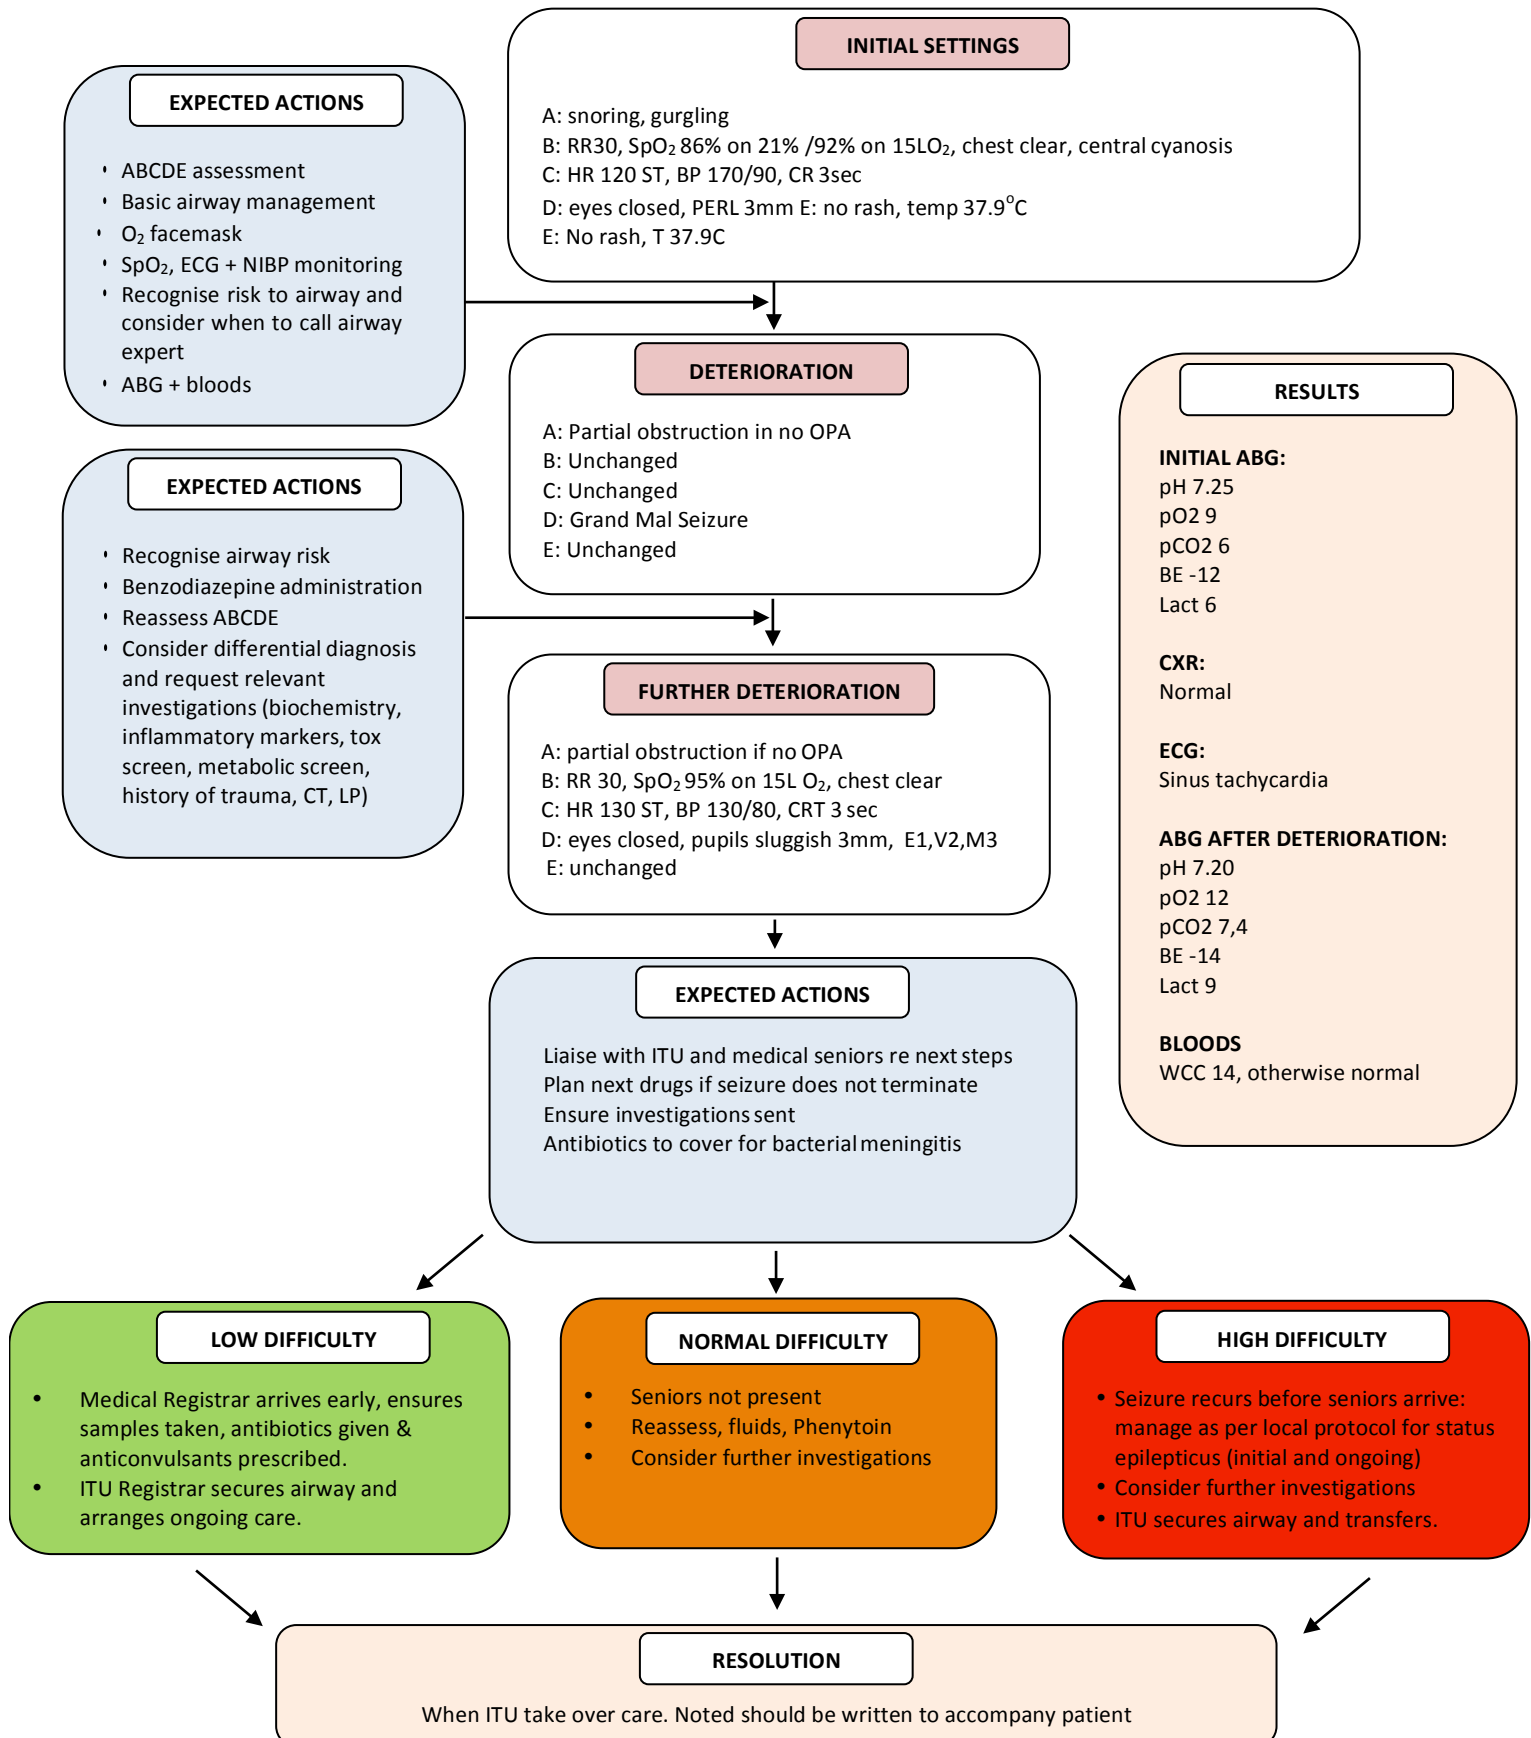 INITIAL SETTINGS
A: snoring, gurgling
B: RR30, SpO₂ 86% on 21% /92% on 15LO₂, chest clear, central cyanosis
C: HR 120 ST, BP 170/90, CR 3sec
D: eyes closed, PERL 3mm E: no rash, temp 37.9°C
E: No rash, T 37.9C
EXPECTED ACTIONS
• ABCDE assessment
• Basic airway management
• O₂ facemask
• SpO₂, ECG + NIBP monitoring
• Recognise risk to airway and
consider when to call airway
expert
• ABG + bloods
DETERIORATION
A: Partial obstruction in no OPA
B: Unchanged
C: Unchanged
D: Grand Mal Seizure
E: Unchanged
EXPECTED ACTIONS
• Recognise airway risk
• Benzodiazepine administration
• Reassess ABCDE
• Consider differential diagnosis
and request relevant
investigations (biochemistry,
inflammatory markers, tox
screen, metabolic screen,
history of trauma, CT, LP)
FURTHER DETERIORATION
A: partial obstruction if no OPA
B: RR 30, SpO₂ 95% on 15L O₂, chest clear
C: HR 130 ST, BP 130/80, CRT 3 sec
D: eyes closed, pupils sluggish 3mm, E1,V2,M3
E: unchanged
RESULTS
INITIAL ABG:
pH 7.25
pO2 9
pCO2 6
BE -12
Lact 6
CXR:
Normal
ECG:
Sinus tachycardia
ABG AFTER DETERIORATION:
pH 7.20
pO2 12
pCO2 7,4
BE -14
Lact 9
BLOODS
WCC 14, otherwise normal
EXPECTED ACTIONS
Liaise with ITU and medical seniors re next steps
Plan next drugs if seizure does not terminate
Ensure investigations sent
Antibiotics to cover for bacterial meningitis
LOW DIFFICULTY
• Medical Registrar arrives early, ensures
samples taken, antibiotics given &
anticonvulsants prescribed.
• ITU Registrar secures airway and
arranges ongoing care.
NORMAL DIFFICULTY
• Seniors not present
• Reassess, fluids, Phenytoin
• Consider further investigations
HIGH DIFFICULTY
• Seizure recurs before seniors arrive:
manage as per local protocol for status
epilepticus (initial and ongoing)
• Consider further investigations
• ITU secures airway and transfers.
RESOLUTION
When ITU take over care. Noted should be written to accompany patient